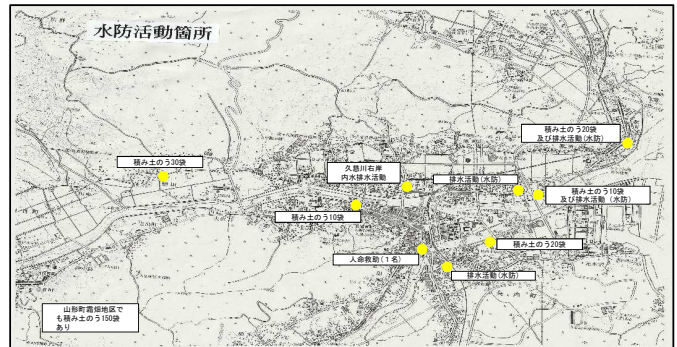 水防活動箇所
積み土のう20袋
及び排水活動(水防)
積み土のう30袋
久慈川右岸
内水排水活動
排水活動(水防)
積み土のう10袋
及び排水活動（水防）
積み土のう10袋
積み土のう20袋
人命救助(１名)
排水活動(水防)
山形町霜畑地区で
も積み土のう150袋
あり